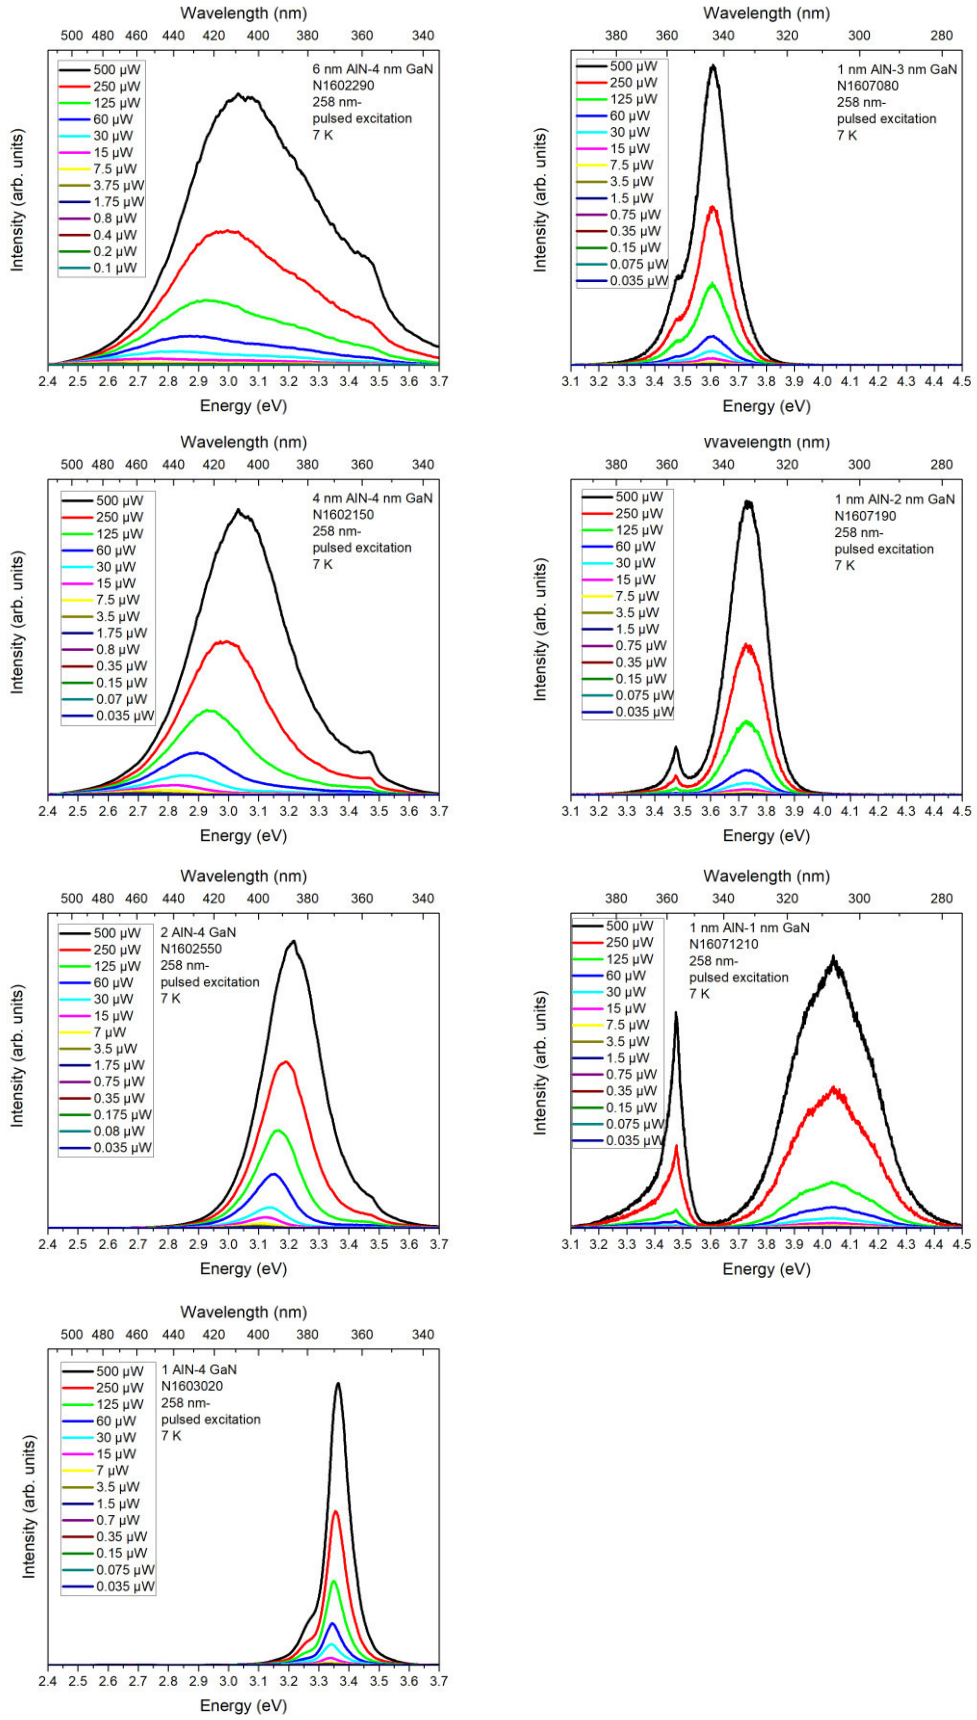 Wavelength (nm)
500 480 460 440 420 400 380 360 340
500 µW
250 µW
125 µW
60 µW
30 µW
15 µW
7.5 µW
3.75 µW
1.75 µW
0.8 µW
0.4 µW
0.2 µW
0.1 µW
6 nm AlN-4 nm GaN
N1602290
258 nm-
pulsed excitation
7 K
Intensity (arb. units)
2.4 2.5 2.6 2.7 2.8 2.9 3.0 3.1 3.2 3.3 3.4 3.5 3.6 3.7
Energy (eV)
Wavelength (nm)
380 360 340 320 300 280
500 µW
250 µW
125 µW
60 µW
30 µW
15 µW
7.5 µW
3.5 µW
1.5 µW
0.75 µW
0.35 µW
0.15 µW
0.075 µW
0.035 µW
1 nm AlN-3 nm GaN
N1607080
258 nm-
pulsed excitation
7 K
Intensity (arb. units)
3.1 3.2 3.3 3.4 3.5 3.6 3.7 3.8 3.9 4.0 4.1 4.2 4.3 4.4 4.5
Energy (eV)
Wavelength (nm)
500 480 460 440 420 400 380 360 340
500 µW
250 µW
125 µW
60 µW
30 µW
15 µW
7.5 µW
3.5 µW
1.75 µW
0.8 µW
0.35 µW
0.15 µW
0.07 µW
0.035 µW
4 nm AlN-4 nm GaN
N1602150
258 nm-
pulsed excitation
7 K
Intensity (arb. units)
2.4 2.5 2.6 2.7 2.8 2.9 3.0 3.1 3.2 3.3 3.4 3.5 3.6 3.7
Energy (eV)
Wavelength (nm)
380 360 340 320 300 280
500 µW
250 µW
125 µW
60 µW
30 µW
15 µW
7.5 µW
3.5 µW
1.5 µW
0.75 µW
0.35 µW
0.15 µW
0.075 µW
0.035 µW
1 nm AlN-2 nm GaN
N1607190
258 nm-
pulsed excitation
7 K
Intensity (arb. units)
3.1 3.2 3.3 3.4 3.5 3.6 3.7 3.8 3.9 4.0 4.1 4.2 4.3 4.4 4.5
Energy (eV)
Wavelength (nm)
500 480 460 440 420 400 380 360 340
500 µW
250 µW
125 µW
60 µW
30 µW
15 µW
7 µW
3.5 µW
1.75 µW
0.75 µW
0.35 µW
0.175 µW
0.08 µW
0.035 µW
2 AlN-4 GaN
N1602550
258 nm-
pulsed excitation
7 K
Intensity (arb. units)
2.4 2.5 2.6 2.7 2.8 2.9 3.0 3.1 3.2 3.3 3.4 3.5 3.6 3.7
Energy (eV)
Wavelength (nm)
380 360 340 320 300 280
500 µW
250 µW
125 µW
60 µW
30 µW
15 µW
7.5 µW
3.5 µW
1.5 µW
0.75 µW
0.35 µW
0.15 µW
0.075 µW
0.035 µW
1 nm AlN-1 nm GaN
N16071210
258 nm-
pulsed excitation
7 K
Intensity (arb. units)
3.1 3.2 3.3 3.4 3.5 3.6 3.7 3.8 3.9 4.0 4.1 4.2 4.3 4.4 4.5
Energy (eV)
Wavelength (nm)
500 480 460 440 420 400 380 360 340
500 µW
250 µW
125 µW
60 µW
30 µW
15 µW
7 µW
3.5 µW
1.5 µW
0.7 µW
0.35 µW
0.15 µW
0.075 µW
0.035 µW
1 AlN-4 GaN
N1603020
258 nm-
pulsed excitation
7 K
Intensity (arb. units)
2.4 2.5 2.6 2.7 2.8 2.9 3.0 3.1 3.2 3.3 3.4 3.5 3.6 3.7
Energy (eV)